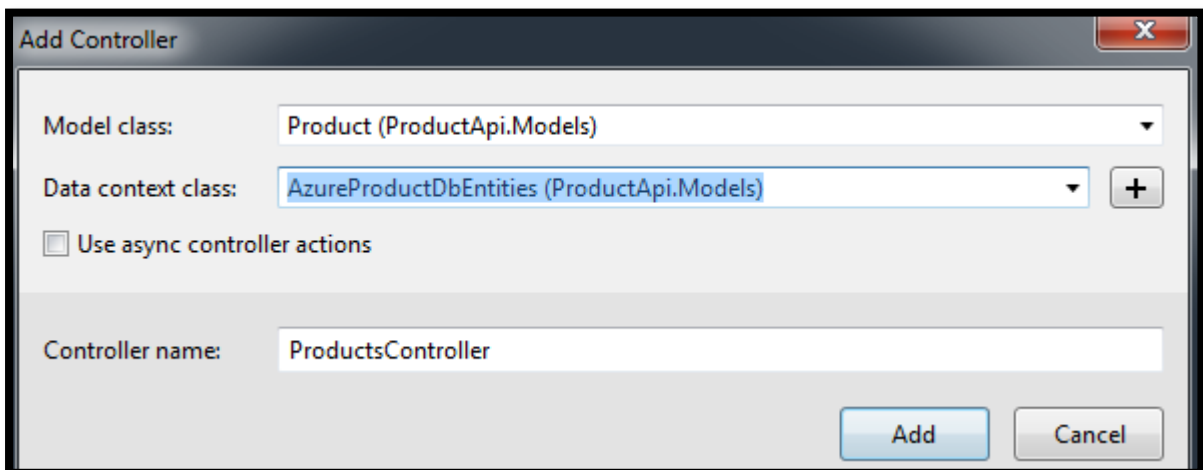 Add Controller
x
Model class: Product (ProductApi.Models)
Data context class: AzureProductDbEntities (ProductApi.Models) +
Use async controller actions
Controller name: ProductsController
Add Cancel